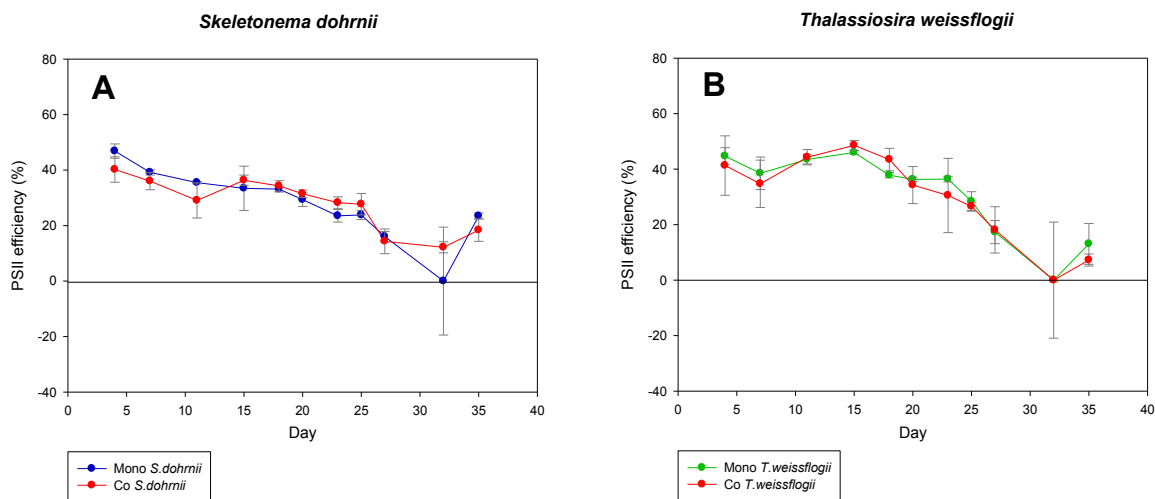 Skeletonema dohrnii
A
PSII efficiency (%)
80
60
40
20
0
-20
-40
0 5 10 15 20 25 30 35 40
Day
Mono S.dohrnii
Co S.dohrnii
Thalassiosira weissflogii
B
PSII efficiency (%)
80
60
40
20
0
-20
-40
0 5 10 15 20 25 30 35 40
Day
Mono T.weissflogii
Co T.weissflogii